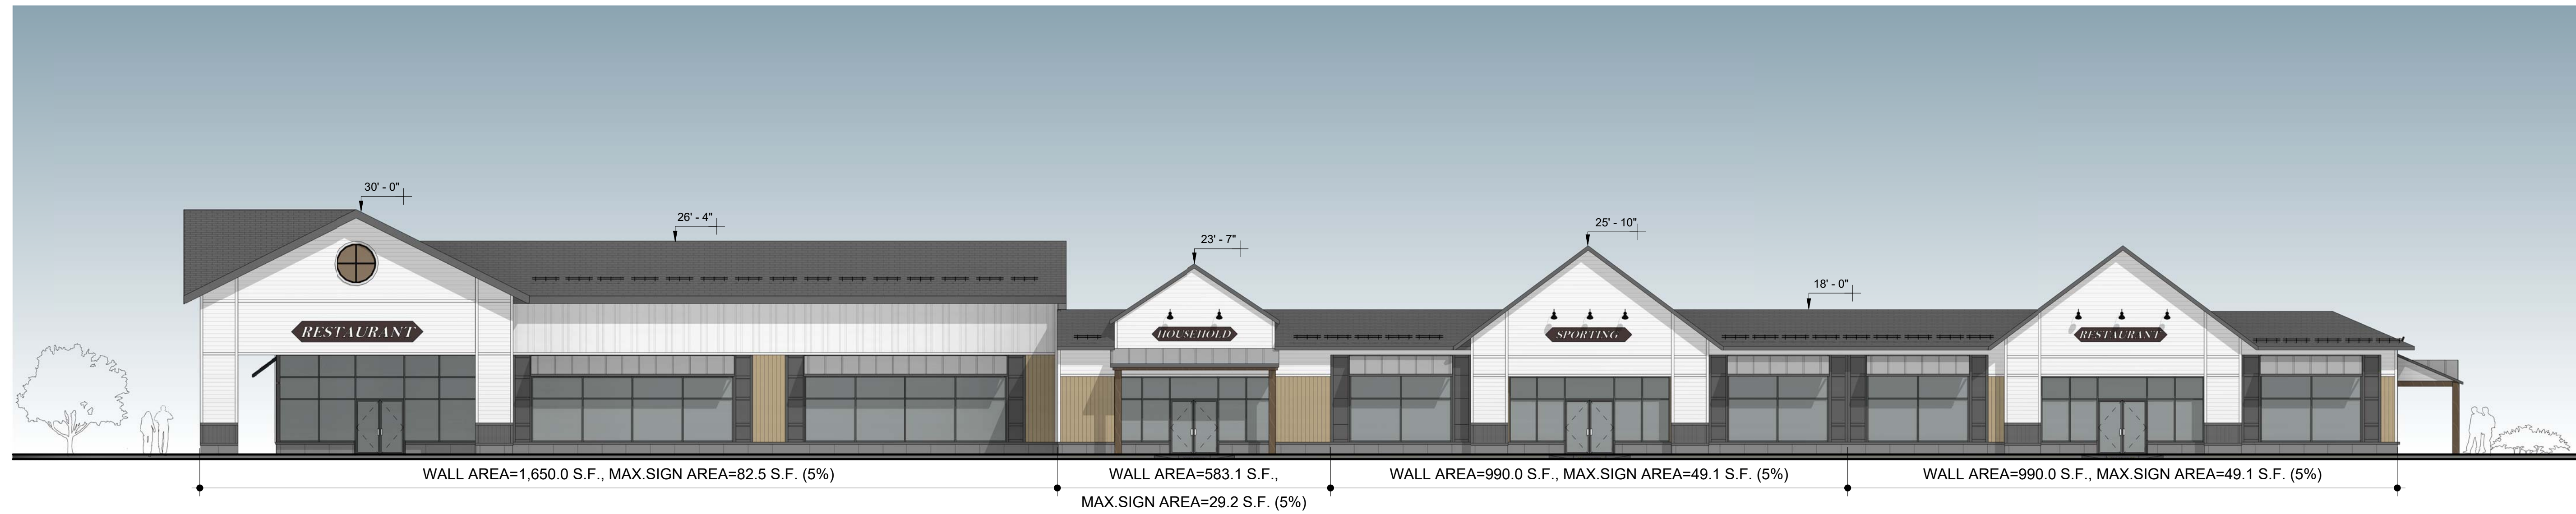 30' - 0"
26' - 4"
23' - 7"
25' - 10"
18' - 0"
RESTAURANT
HOUSEHOLD
SPORTING
RESTAURANT
WALL AREA=1,650.0 S.F., MAX.SIGN AREA=82.5 S.F. (5%)
WALL AREA=583.1 S.F.,
MAX.SIGN AREA=29.2 S.F. (5%)
WALL AREA=990.0 S.F., MAX.SIGN AREA=49.1 S.F. (5%)
WALL AREA=990.0 S.F., MAX.SIGN AREA=49.1 S.F. (5%)